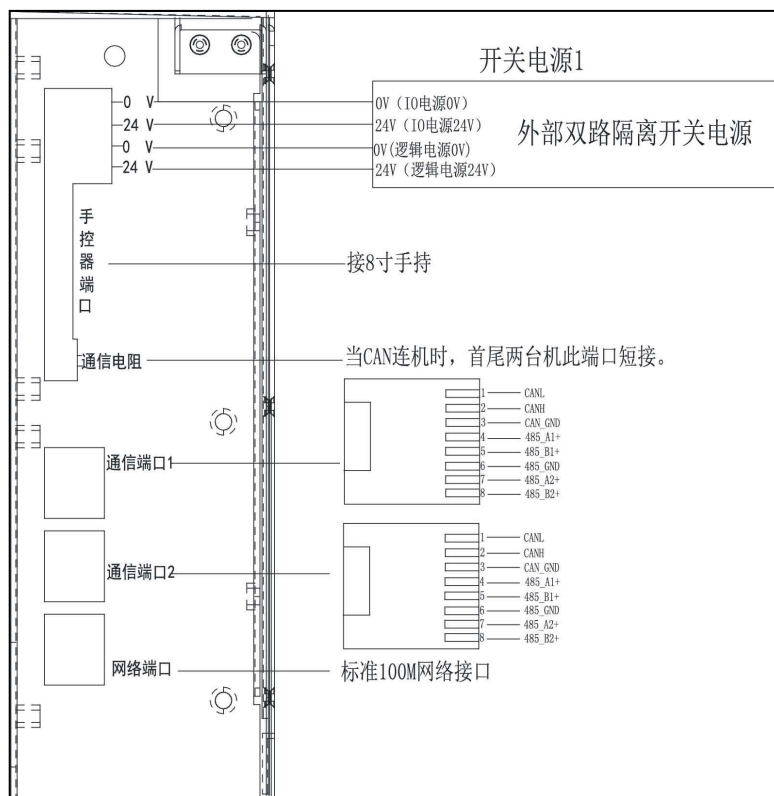 开关电源1
0 V
0V（IO电源0V）
24 V
24V（IO电源24V）
外部双路隔离开关电源
0 V
0V(逻辑电源0V)
24 V
24V（逻辑电源24V）
手控器端口
接8寸手持
通信电阻
当CAN连机时，首尾两台机此端口短接。
通信端口1
1 CANL
2 CANH
3 CAN_GND
4 485_A1+
5 485_B1+
6 485_GND
7 485_A2+
8 485_B2+
通信端口2
1 CANL
2 CANH
3 CAN_GND
4 485_A1+
5 485_B1+
6 485_GND
7 485_A2+
8 485_B2+
网络端口
标准100M网络接口